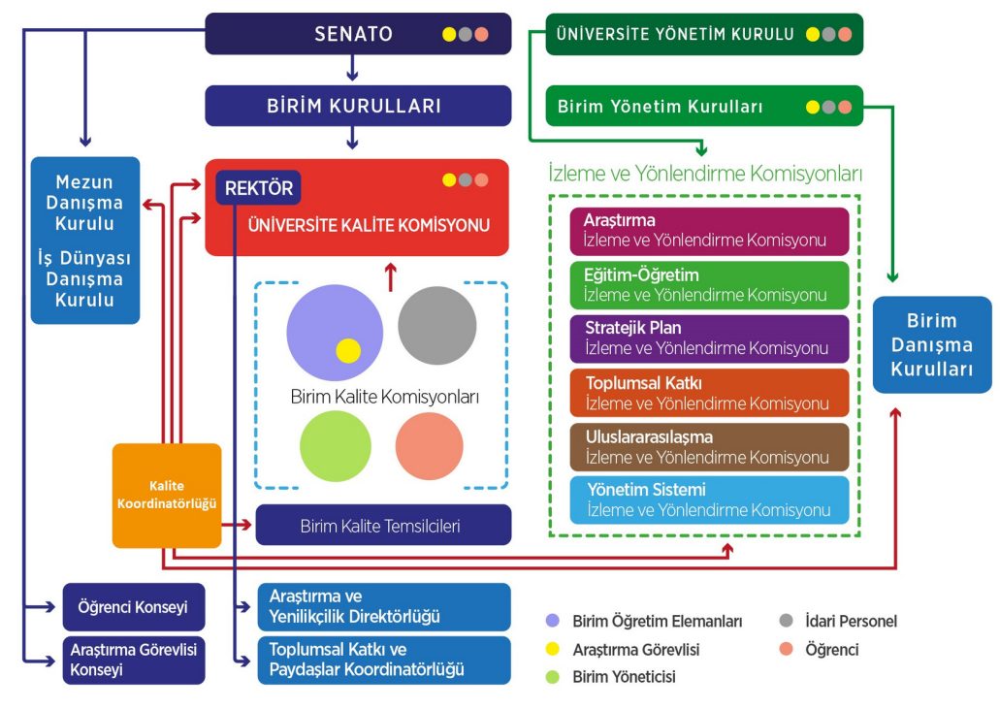 SENATO
BİRİM KURULLARI
REKTÖR
ÜNİVERSİTE KALİTE KOMİSYONU
Mezun
Danışma
Kurulu
İş Dünyası
Danışma
Kurulu
Birim Kalite Komisyonları
Kalite
Koordinatörlüğü
Birim Kalite Temsilcileri
Öğrenci Konseyi
Araştırma Görevlisi
Konseyi
Araştırma ve
Yenilikçilik Direktörlüğü
Toplumsal Katkı ve
Paydaşlar Koordinatörlüğü
ÜNİVERSİTE YÖNETİM KURULU
Birim Yönetim Kurulları
İzleme ve Yönlendirme Komisyonları
Araştırma
İzleme ve Yönlendirme Komisyonu
Eğitim-Öğretim
İzleme ve Yönlendirme Komisyonu
Stratejik Plan
İzleme ve Yönlendirme Komisyonu
Toplumsal Katkı
İzleme ve Yönlendirme Komisyonu
Uluslararasılaşma
İzleme ve Yönlendirme Komisyonu
Yönetim Sistemi
İzleme ve Yönlendirme Komisyonu
Birim
Danışma
Kurulları
Birim Öğretim Elemanları
Araştırma Görevlisi
Birim Yöneticisi
İdari Personel
Öğrenci